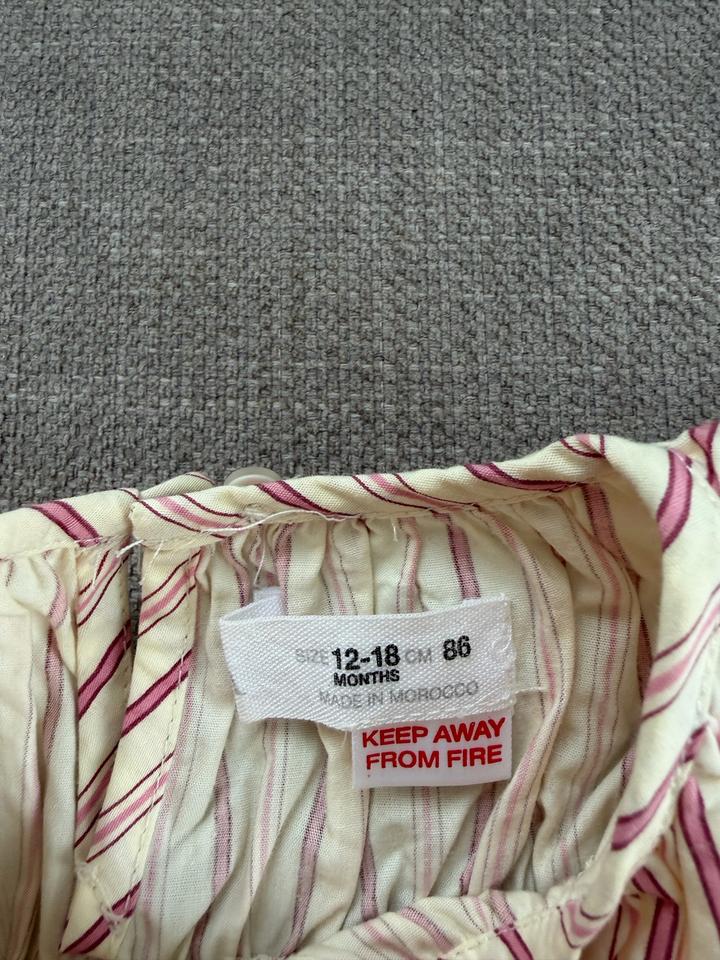 SIZE 12-18 CM 86
MONTHS
MADE IN MOROCCO
KEEP AWAY
FROM FIRE